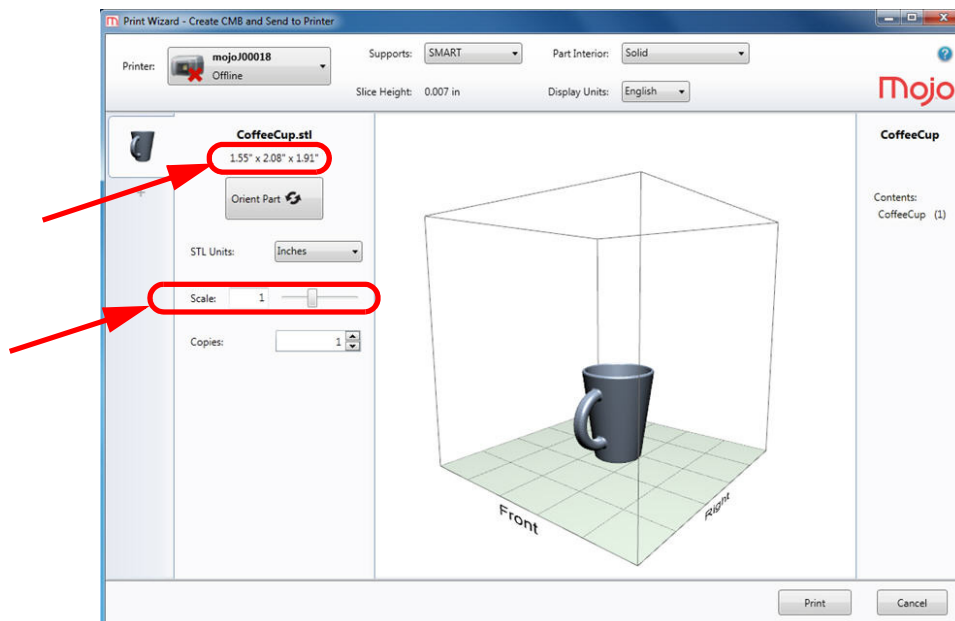 Print Wizard - Create CMB and Send to Printer
Printer:
mojoJ00018
Offline
Supports:
SMART
Part Interior:
Solid
Slice Height:
0.007 in
Display Units:
English
mojo
CoffeeCup.stl
1.55" x 2.08" x 1.91"
Orient Part
STL Units:
Inches
Scale:
1
Copies:
1
Front
Right
CoffeeCup
Contents:
CoffeeCup (1)
Print
Cancel